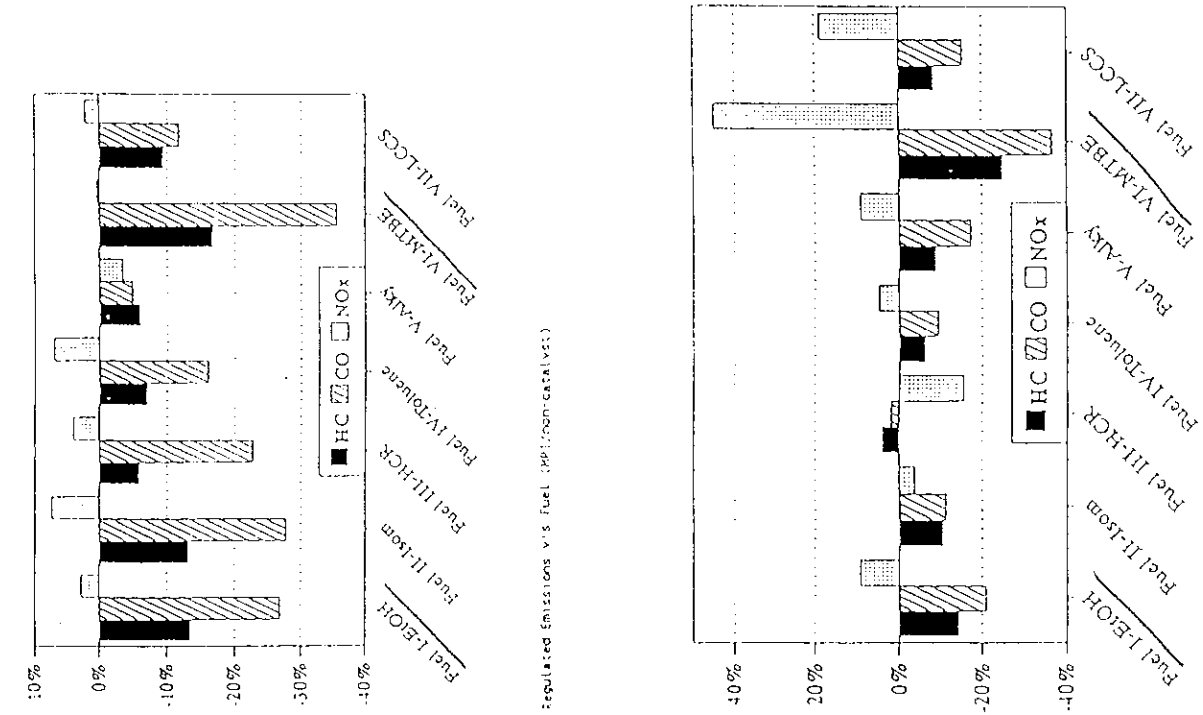 10%
0%
-10%
-20%
-30%
-40%
HC CO NOx
Fuel I-EtOH
Fuel II-Isom
Fuel III-HCR
Fuel IV-Toluene
Fuel V-Alky
Fuel VI-MTBE
Fuel VII-LCCS
Regulated Emissions v's Fuel (MPI/non-catalyst)
40%
20%
0%
-20%
-40%
HC CO NOx
Fuel I-EtOH
Fuel II-Isom
Fuel III-HCR
Fuel IV-Toluene
Fuel V-Alky
Fuel VI-MTBE
Fuel VII-LCCS